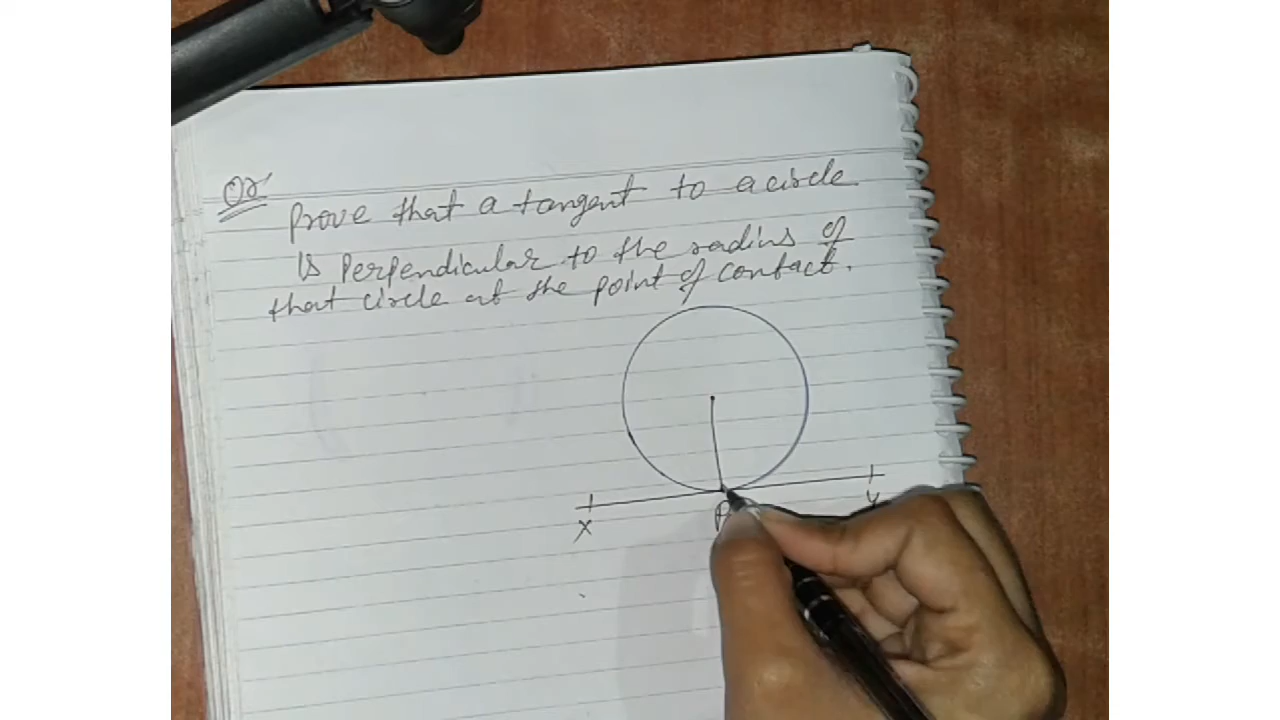 Or
Prove that a tangent to a circle
is Perpendicular to the radius of
that circle at the point of contact.
X
P
Y